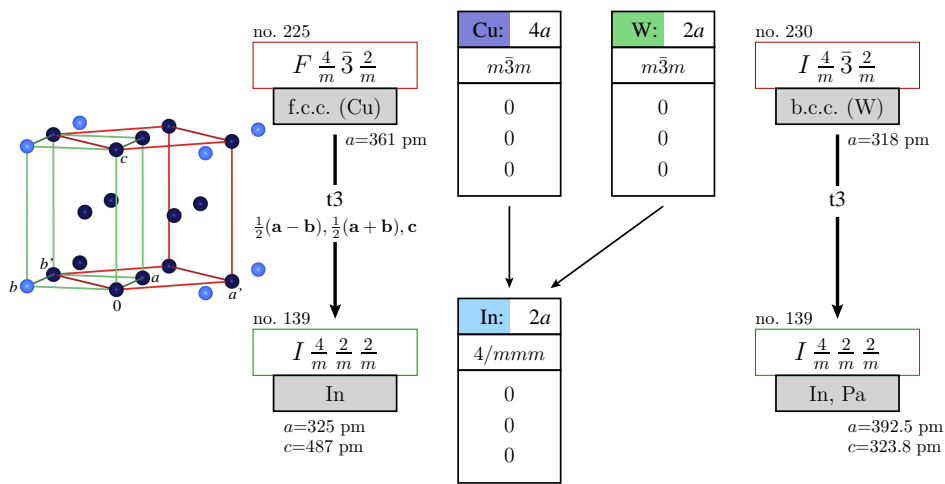 no. 225
F 4/m 3̄ 2/m
f.c.c. (Cu)
a=361 pm
t3
½(a − b), ½(a + b), c
no. 139
I 4/m 2/m 2/m
In
a=325 pm
c=487 pm
c
b'
b
a
0
a'
Cu: 4a
m3̄m
0
0
0
W: 2a
m3̄m
0
0
0
In: 2a
4/mmm
0
0
0
no. 230
I 4/m 3̄ 2/m
b.c.c. (W)
a=318 pm
t3
no. 139
I 4/m 2/m 2/m
In, Pa
a=392.5 pm
c=323.8 pm